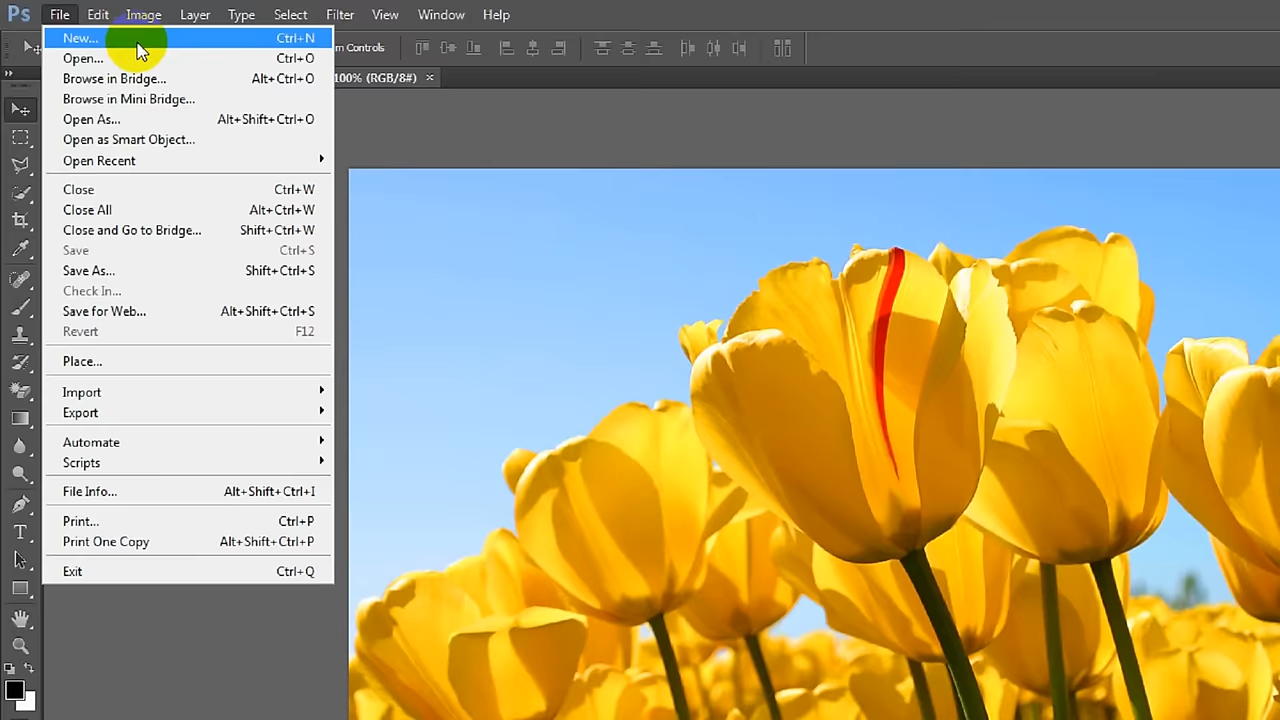 Ps File Edit Image Layer Type Select Filter View Window Help
m Controls
100% (RGB/8#) ×
New... Ctrl+N
Open... Ctrl+O
Browse in Bridge... Alt+Ctrl+O
Browse in Mini Bridge...
Open As... Alt+Shift+Ctrl+O
Open as Smart Object...
Open Recent
Close Ctrl+W
Close All Alt+Ctrl+W
Close and Go to Bridge... Shift+Ctrl+W
Save Ctrl+S
Save As... Shift+Ctrl+S
Check In...
Save for Web... Alt+Shift+Ctrl+S
Revert F12
Place...
Import
Export
Automate
Scripts
File Info... Alt+Shift+Ctrl+I
Print... Ctrl+P
Print One Copy Alt+Shift+Ctrl+P
Exit Ctrl+Q